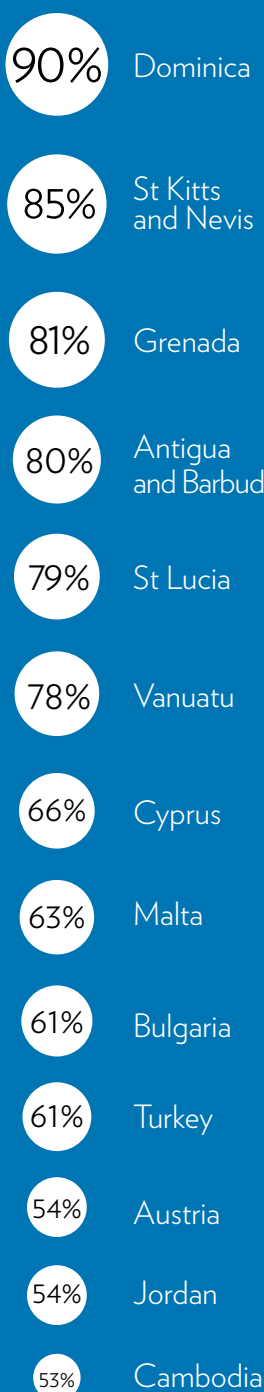 90% Dominica
85% St Kitts
and Nevis
81% Grenada
80% Antigua
and Barbud
79% St Lucia
78% Vanuatu
66% Cyprus
63% Malta
61% Bulgaria
61% Turkey
54% Austria
54% Jordan
53% Cambodia